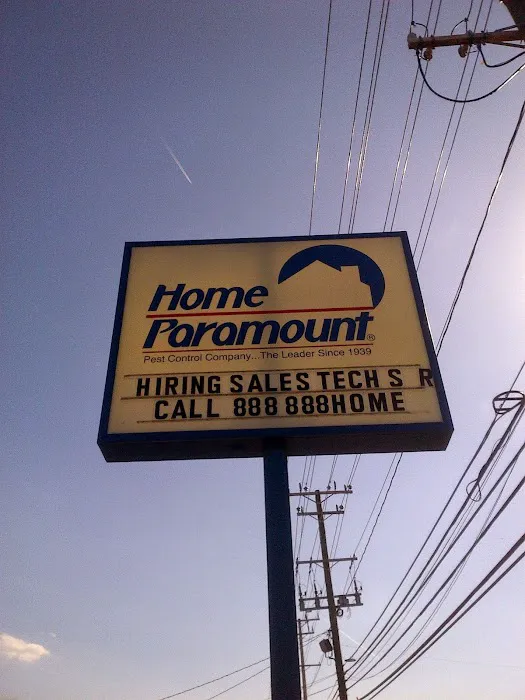 Home
Paramount®
Pest Control Company...The Leader Since 1939
HIRING SALES TECH S R
CALL 888 888HOME